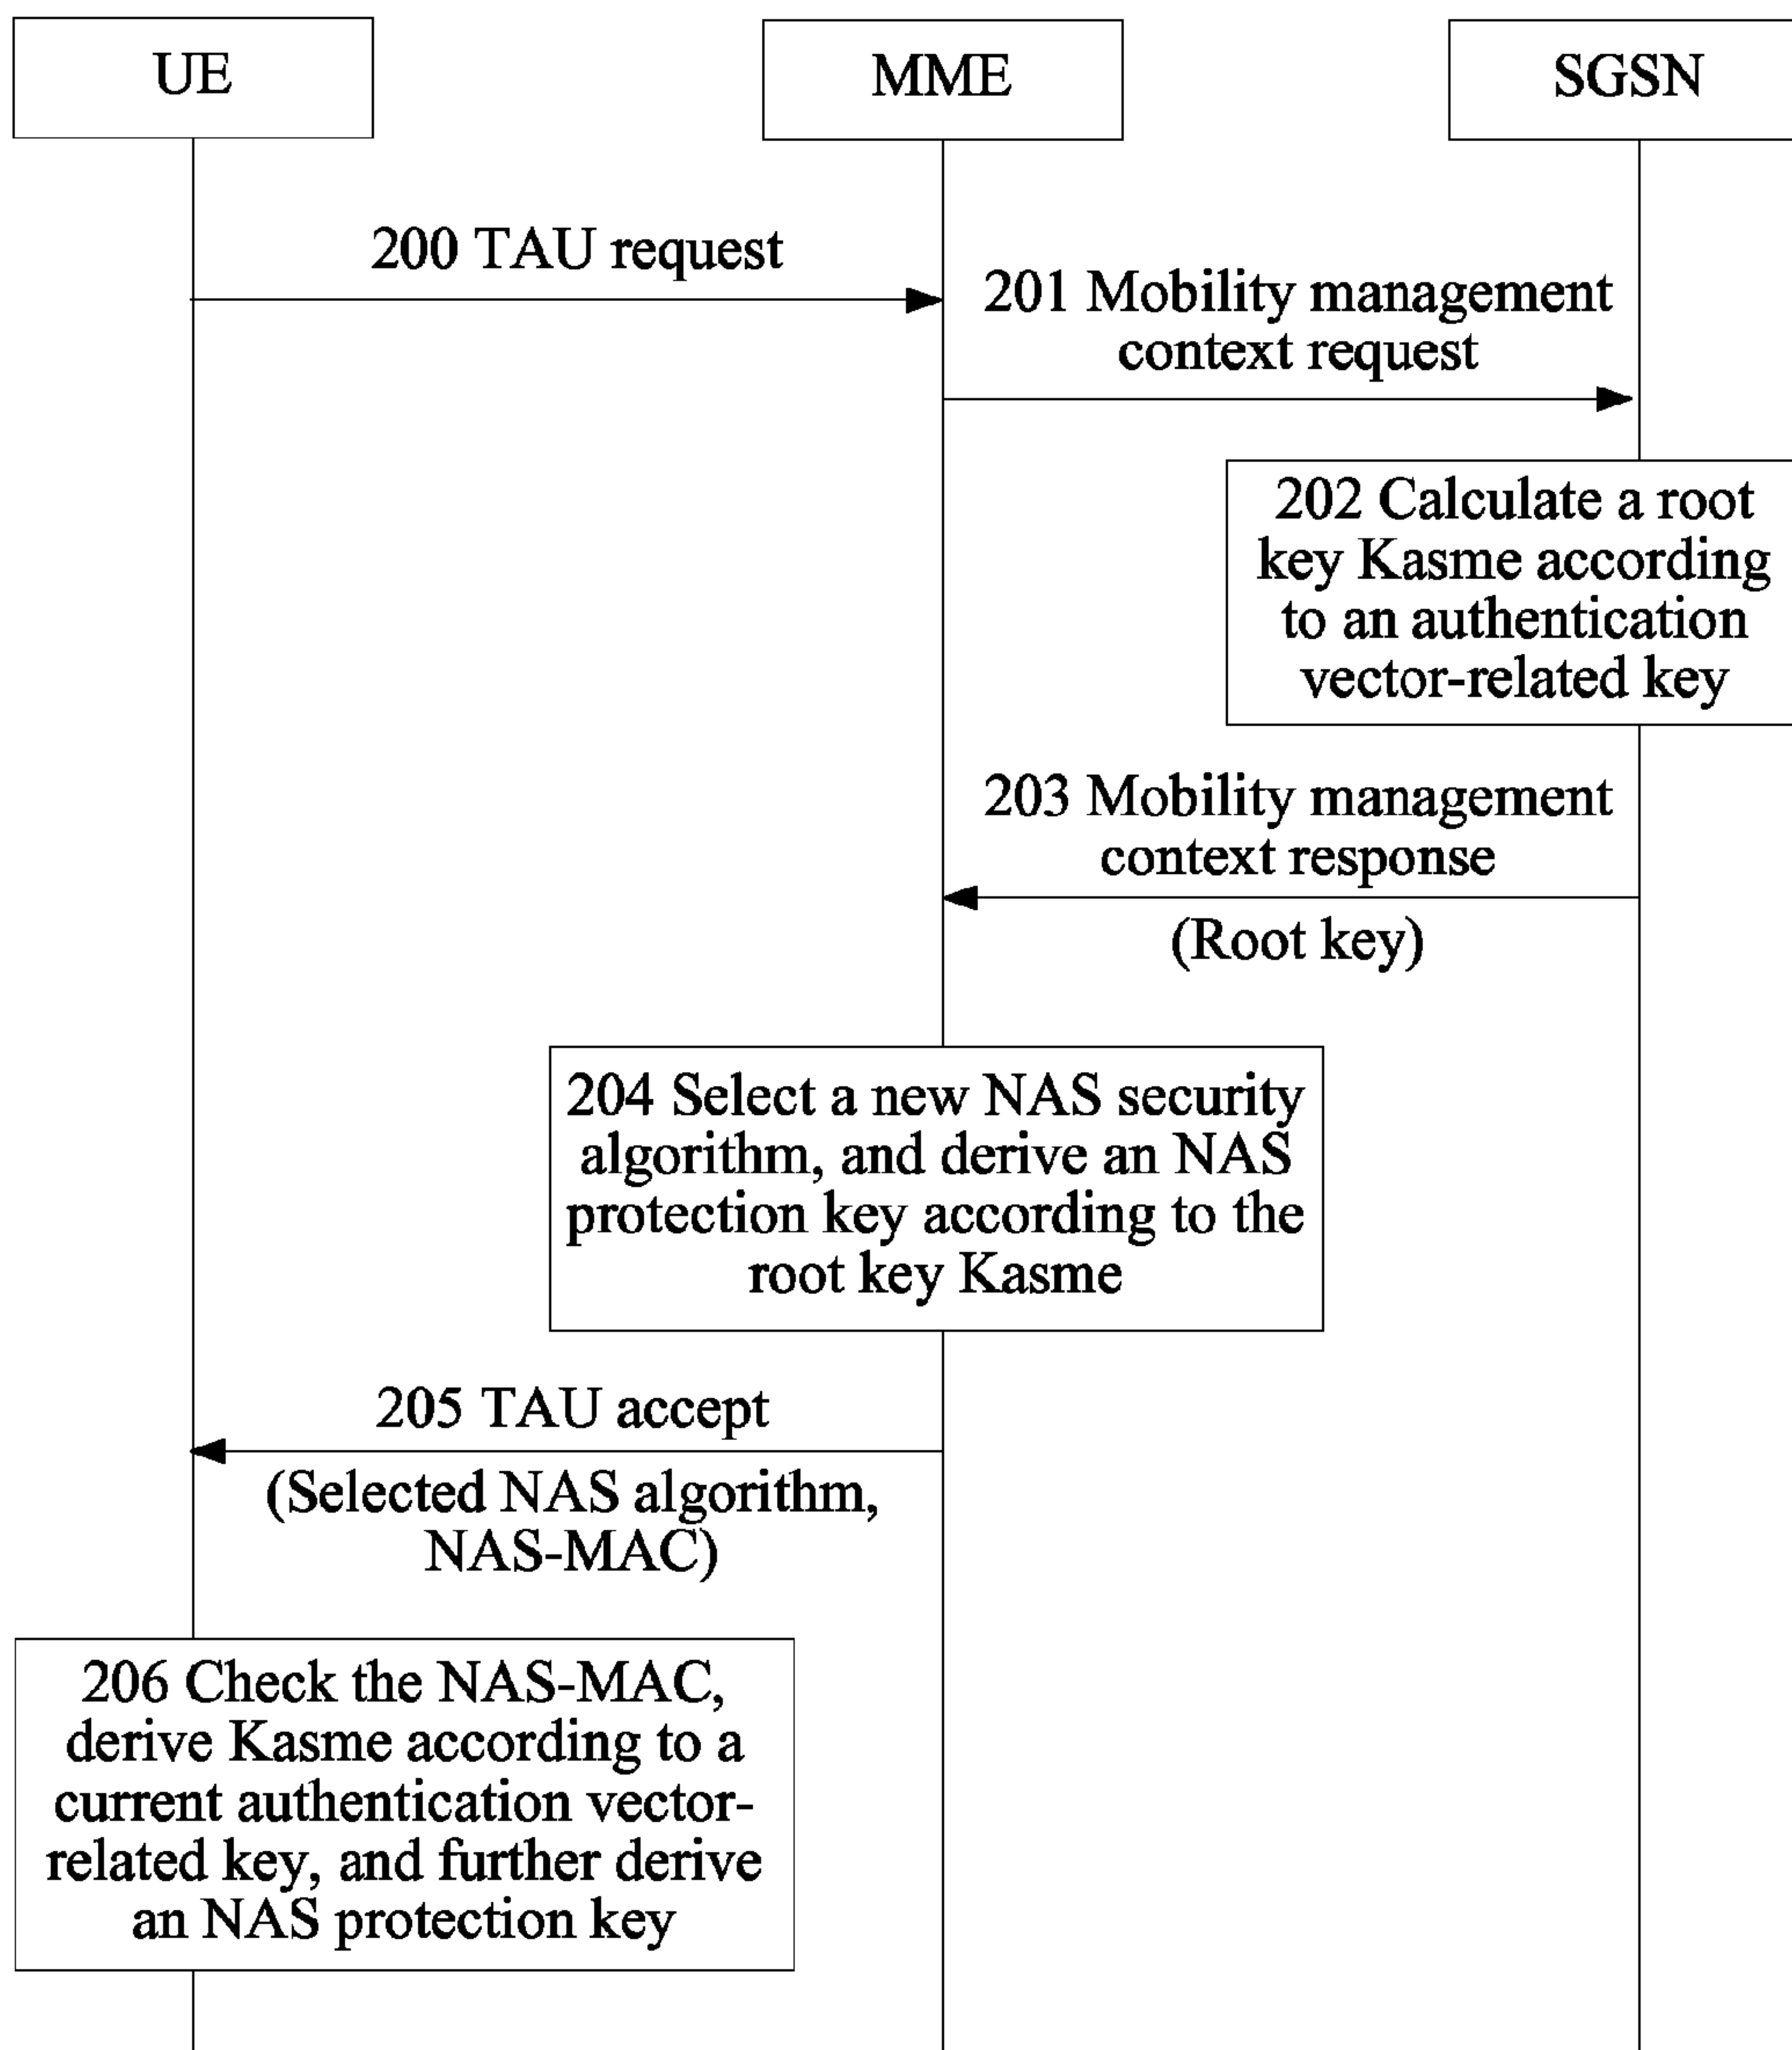 UE
MME
SGSN
200 TAU request
201 Mobility management
context request
202 Calculate a root
key Kasme according
to an authentication
vector-related key
203 Mobility management
context response
(Root key)
204 Select a new NAS security
algorithm, and derive an NAS
protection key according to the
root key Kasme
205 TAU accept
(Selected NAS algorithm,
NAS-MAC)
206 Check the NAS-MAC,
derive Kasme according to a
current authentication vector-
related key, and further derive
an NAS protection key